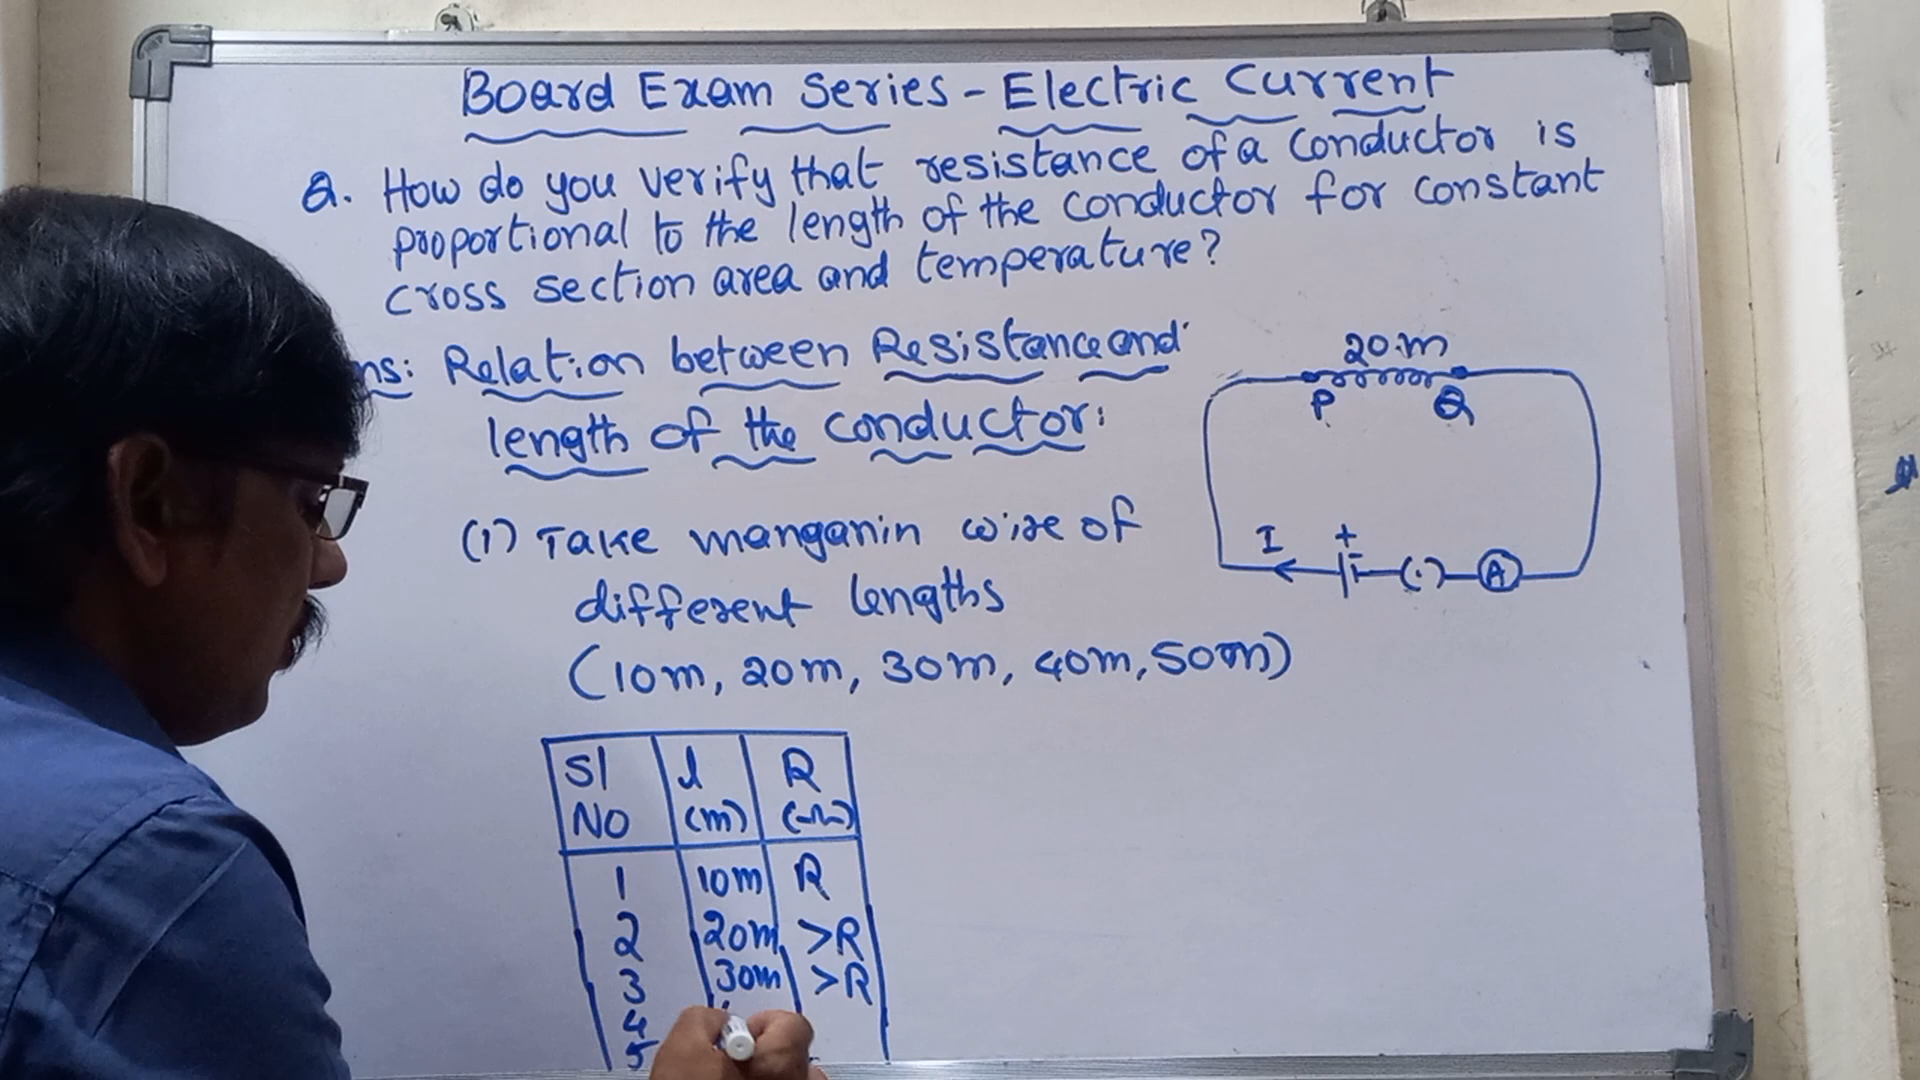 Board Exam Series - Electric Current
Q. How do you verify that resistance of a conductor is
proportional to the length of the conductor for constant
cross section area and temperature?
ns: Relation between Resistance and
length of the conductor:
20m
P Q
I + A
(1) Take manganin wire of
different lengths
(10m, 20m, 30m, 40m, 50m)
Sl No l (m) R (Ω)
1 10m R
2 20m >R
3 30m >R
4
5